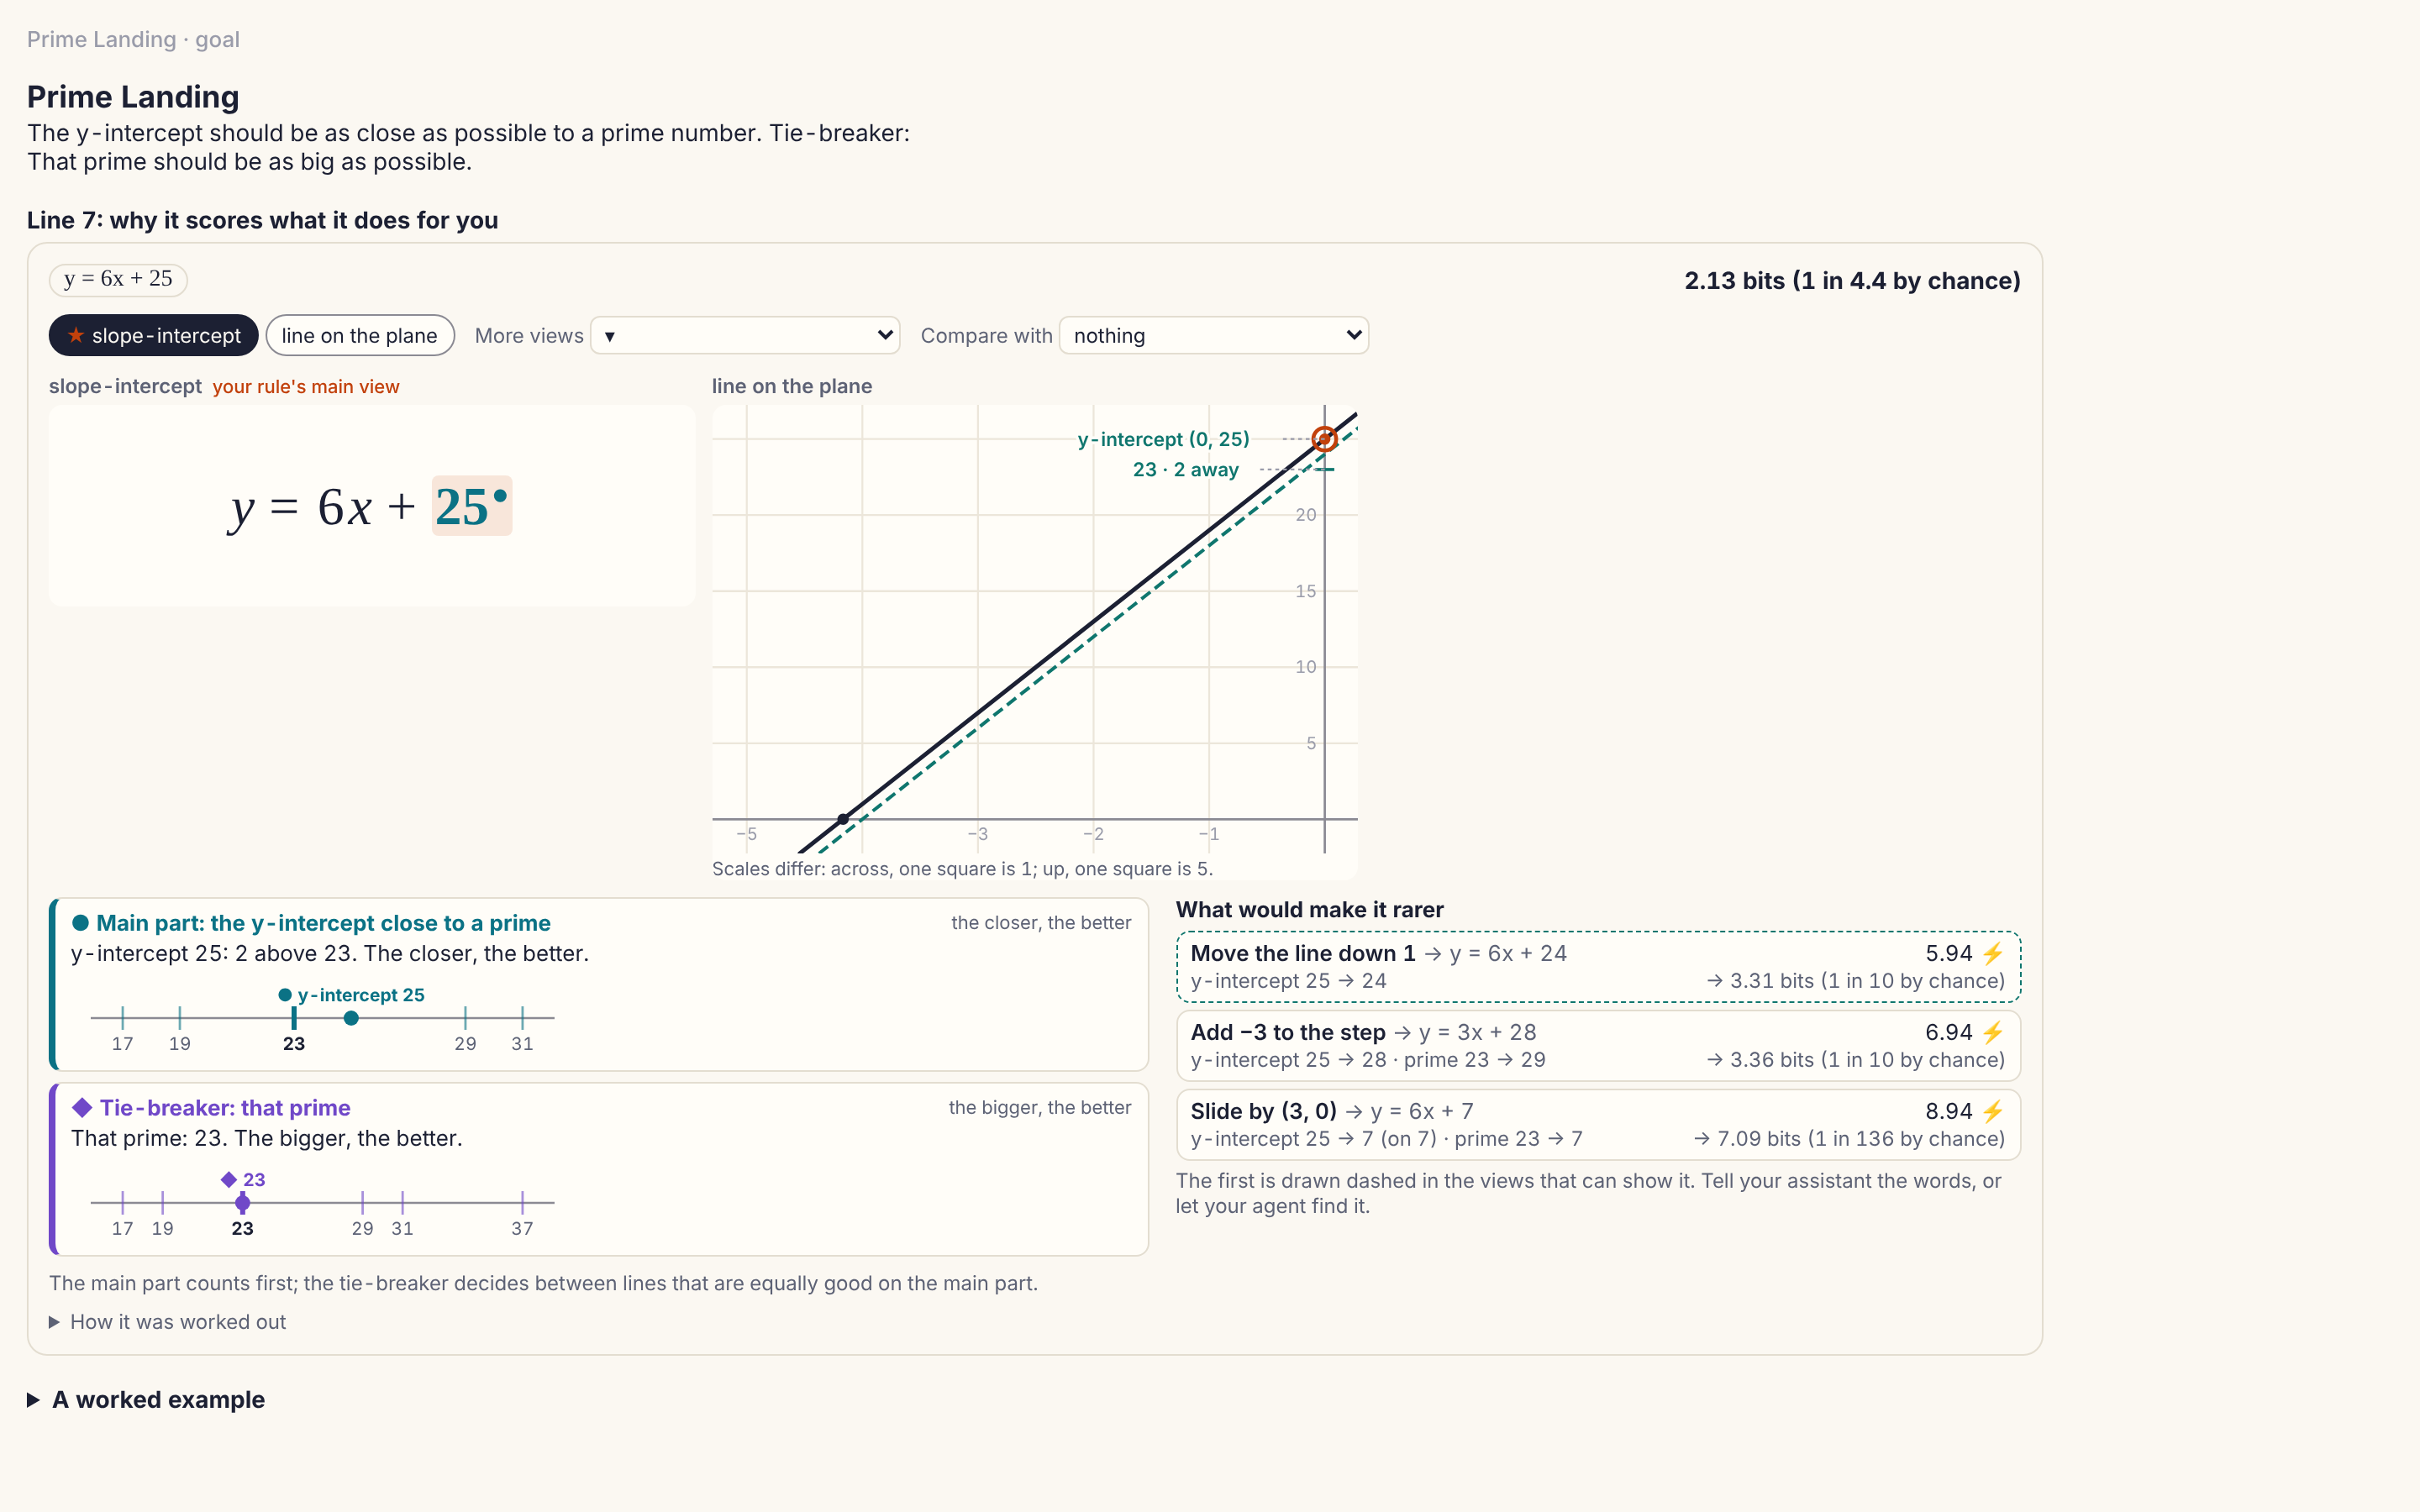 Prime Landing · goal
Prime Landing
The y-intercept should be as close as possible to a prime number. Tie-breaker:
That prime should be as big as possible.
Line 7: why it scores what it does for you
y = 6x + 25
2.13 bits (1 in 4.4 by chance)
★ slope-intercept
line on the plane
More views ▾
Compare with nothing
slope-intercept your rule's main view
y = 6x + 25
line on the plane
y-intercept (0, 25)
23 · 2 away
20
15
10
5
−5
−3
−2
−1
Scales differ: across, one square is 1; up, one square is 5.
Main part: the y-intercept close to a prime
the closer, the better
y-intercept 25: 2 above 23. The closer, the better.
y-intercept 25
17 19 23 29 31
Tie-breaker: that prime
the bigger, the better
That prime: 23. The bigger, the better.
23
17 19 23 29 31 37
What would make it rarer
Move the line down 1 → y = 6x + 24 5.94 ⚡
y-intercept 25 → 24 → 3.31 bits (1 in 10 by chance)
Add −3 to the step → y = 3x + 28 6.94 ⚡
y-intercept 25 → 28 · prime 23 → 29 → 3.36 bits (1 in 10 by chance)
Slide by (3, 0) → y = 6x + 7 8.94 ⚡
y-intercept 25 → 7 (on 7) · prime 23 → 7 → 7.09 bits (1 in 136 by chance)
The first is drawn dashed in the views that can show it. Tell your assistant the words, or
let your agent find it.
The main part counts first; the tie-breaker decides between lines that are equally good on the main part.
▶ How it was worked out
▶ A worked example